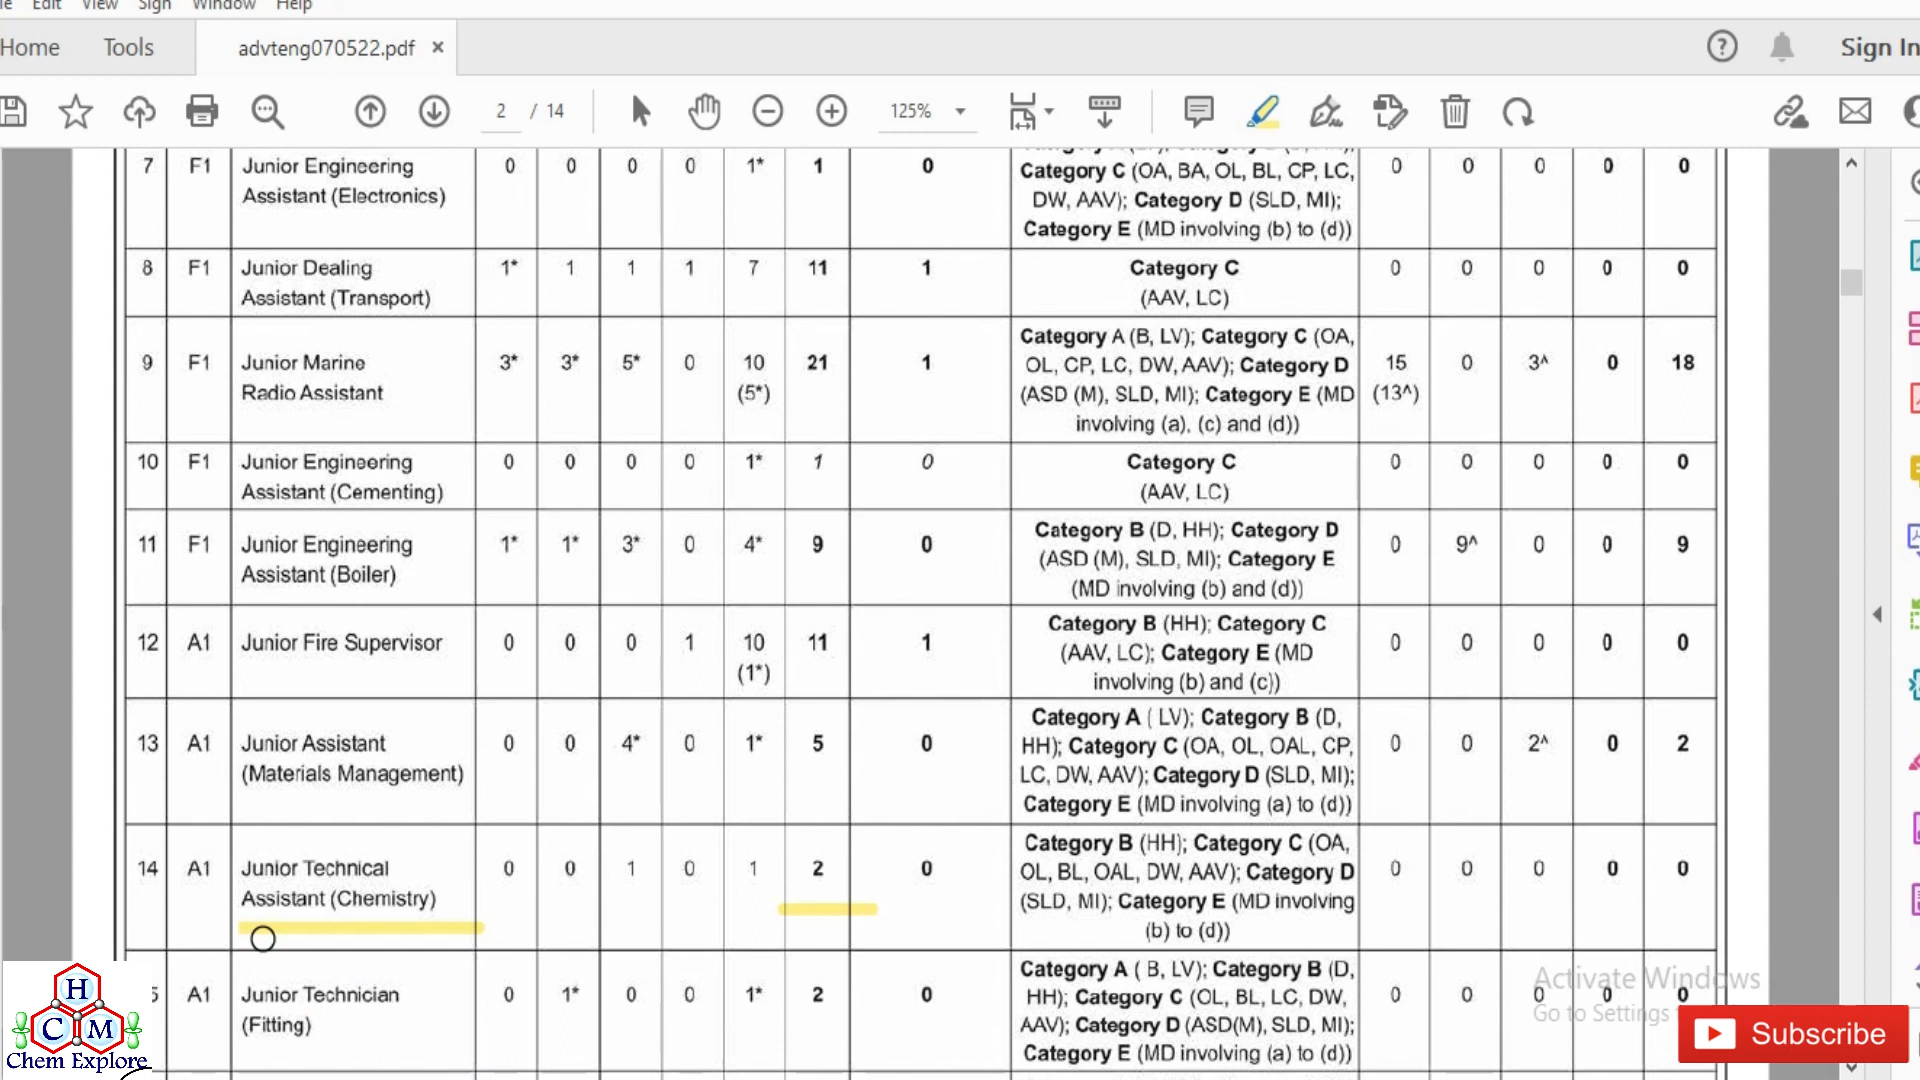 Edit View Sign Window Help
Home Tools advteng070522.pdf × ? Sign In
2 / 14 125%
7 F1 Junior Engineering Assistant (Electronics) 0 0 0 0 1* 1 0 0 0 0 0 0
Category C (OA, BA, OL, BL, CP, LC,
DW, AAV); Category D (SLD, MI);
Category E (MD involving (b) to (d))
8 F1 Junior Dealing Assistant (Transport) 1* 1 1 1 7 11 1 Category C 0 0 0 0 0
(AAV, LC)
9 F1 Junior Marine Radio Assistant 3* 3* 5* 0 10 (5*) 21 1 15 (13^) 0 3^ 0 18
Category A (B, LV); Category C (OA,
OL, CP, LC, DW, AAV); Category D
(ASD (M), SLD, MI); Category E (MD
involving (a), (c) and (d))
10 F1 Junior Engineering Assistant (Cementing) 0 0 0 0 1* 1 0 Category C 0 0 0 0 0
(AAV, LC)
11 F1 Junior Engineering Assistant (Boiler) 1* 1* 3* 0 4* 9 0 0 9^ 0 0 9
Category B (D, HH); Category D
(ASD (M), SLD, MI); Category E
(MD involving (b) and (d))
12 A1 Junior Fire Supervisor 0 0 0 1 10 (1*) 11 1 0 0 0 0 0
Category B (HH); Category C
(AAV, LC); Category E (MD
involving (b) and (c))
13 A1 Junior Assistant (Materials Management) 0 0 4* 0 1* 5 0 0 0 2^ 0 2
Category A ( LV); Category B (D,
HH); Category C (OA, OL, OAL, CP,
LC, DW, AAV); Category D (SLD, MI);
Category E (MD involving (a) to (d))
14 A1 Junior Technical Assistant (Chemistry) 0 0 1 0 1 2 0 0 0 0 0 0
Category B (HH); Category C (OA,
OL, BL, OAL, DW, AAV); Category D
(SLD, MI); Category E (MD involving
(b) to (d))
5 A1 Junior Technician (Fitting) 0 1* 0 0 1* 2 0 0 0 0 0 0
Category A ( B, LV); Category B (D,
HH); Category C (OL, BL, LC, DW,
AAV); Category D (ASD(M), SLD, MI);
Category E (MD involving (a) to (d))
Activate Windows
Go to Settings
Subscribe
H
C M
Chem Explore